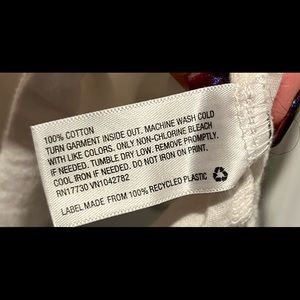 100% COTTON
TURN GARMENT INSIDE OUT. MACHINE WASH COLD
WITH LIKE COLORS. ONLY NON-CHLORINE BLEACH
IF NEEDED. TUMBLE DRY LOW. REMOVE PROMPTLY.
COOL IRON IF NEEDED. DO NOT IRON ON PRINT.
RN17730 VN1042782
LABEL MADE FROM 100% RECYCLED PLASTIC